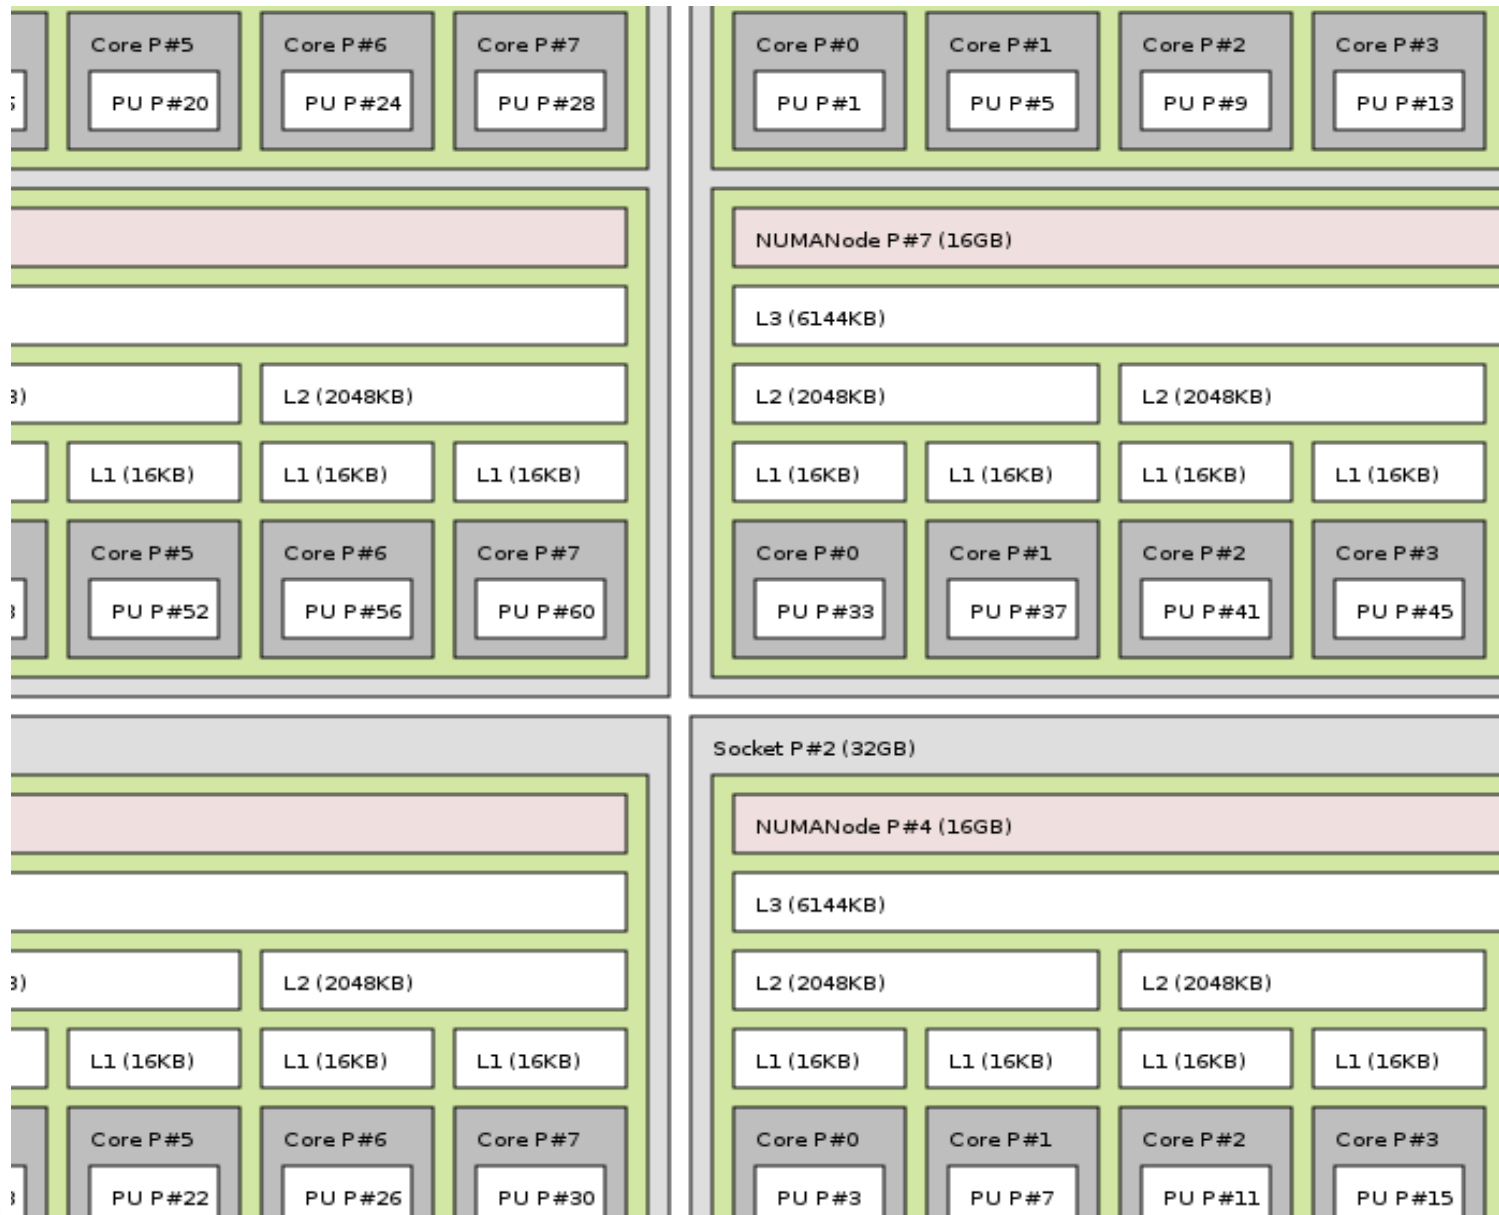 Core P#5 Core P#6 Core P#7 Core P#0 Core P#1 Core P#2 Core P#3
PU P#20 PU P#24 PU P#28 PU P#1 PU P#5 PU P#9 PU P#13
NUMANode P#7 (16GB)
L3 (6144KB)
L2 (2048KB) L2 (2048KB) L2 (2048KB)
L1 (16KB) L1 (16KB) L1 (16KB) L1 (16KB) L1 (16KB) L1 (16KB) L1 (16KB)
Core P#5 Core P#6 Core P#7 Core P#0 Core P#1 Core P#2 Core P#3
PU P#52 PU P#56 PU P#60 PU P#33 PU P#37 PU P#41 PU P#45
Socket P#2 (32GB)
NUMANode P#4 (16GB)
L3 (6144KB)
L2 (2048KB) L2 (2048KB) L2 (2048KB)
L1 (16KB) L1 (16KB) L1 (16KB) L1 (16KB) L1 (16KB) L1 (16KB) L1 (16KB)
Core P#5 Core P#6 Core P#7 Core P#0 Core P#1 Core P#2 Core P#3
PU P#22 PU P#26 PU P#30 PU P#3 PU P#7 PU P#11 PU P#15